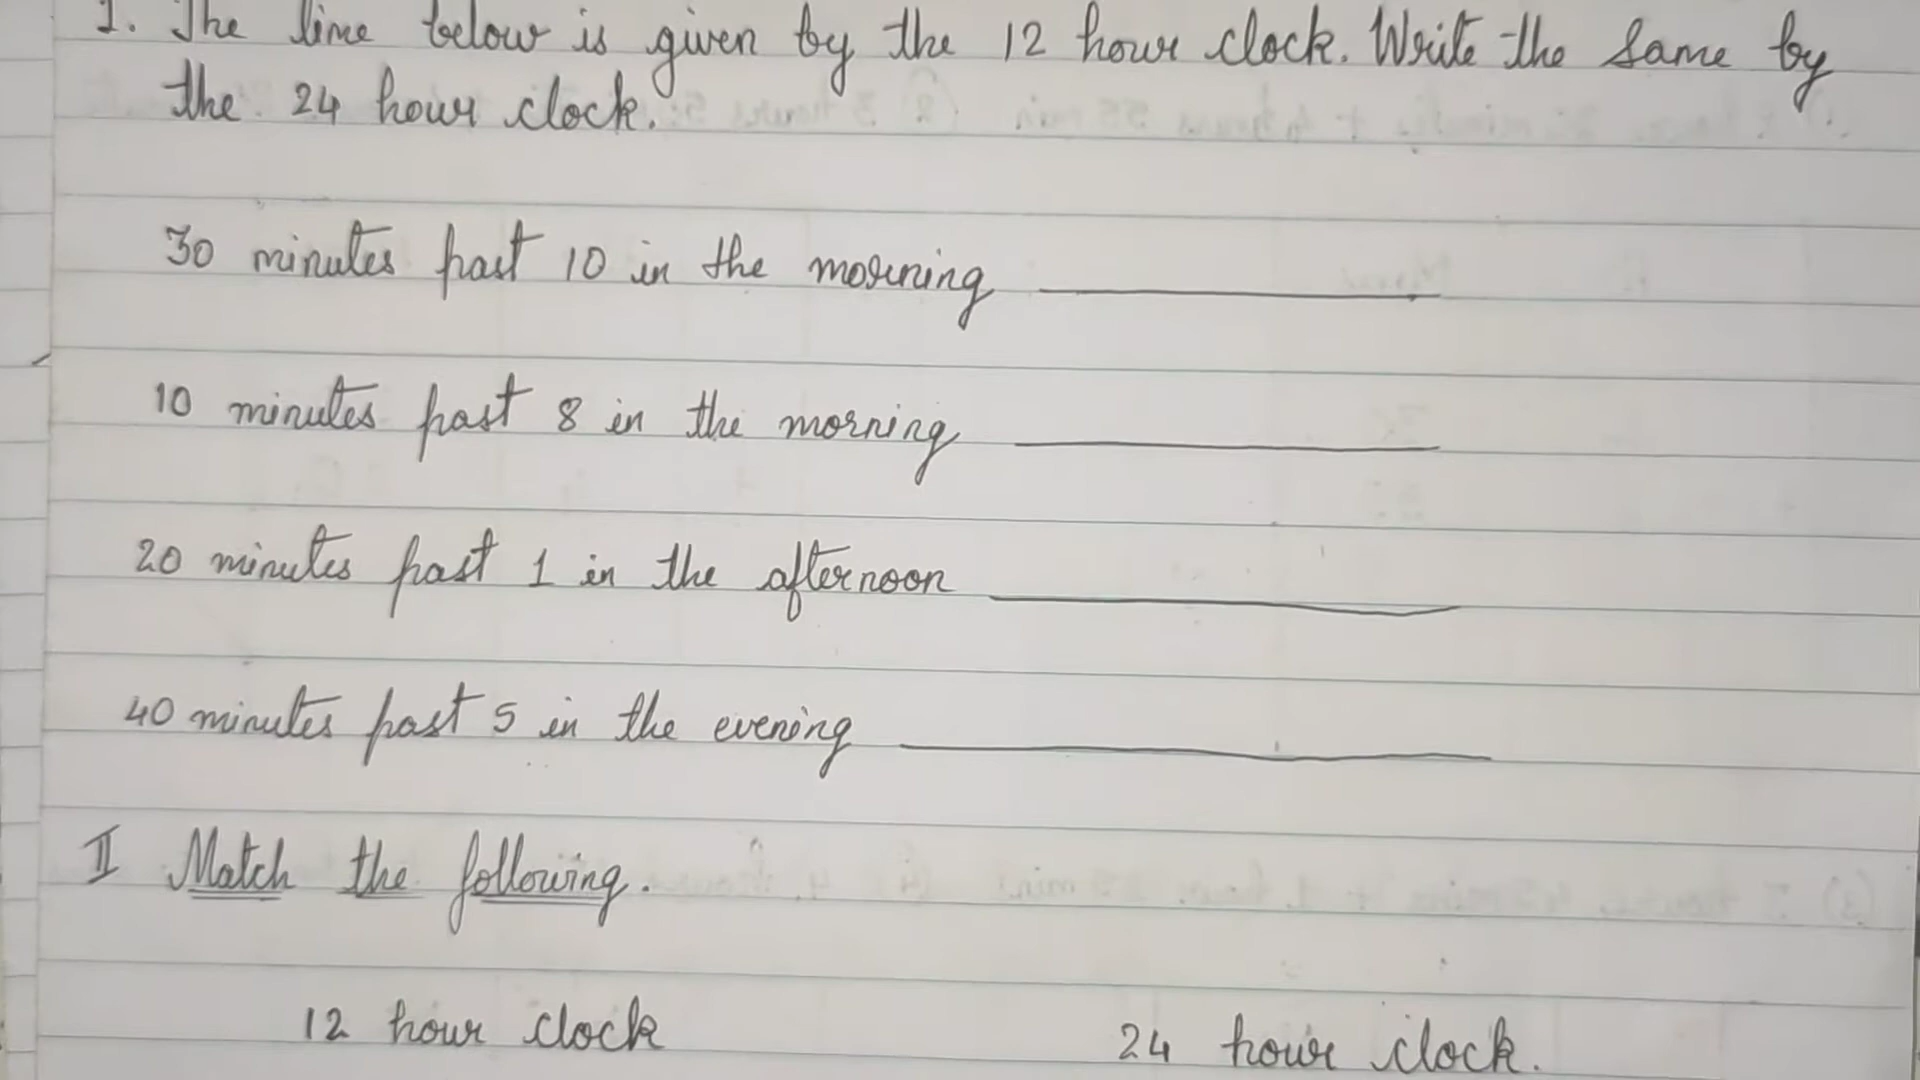 1. The time below is given by the 12 hour clock. Write the same by
the 24 hour clock.
30 minutes past 10 in the morning
10 minutes past 8 in the morning
20 minutes past 1 in the afternoon
40 minutes past 5 in the evening
II Match the following.
12 hour clock 24 hour clock.